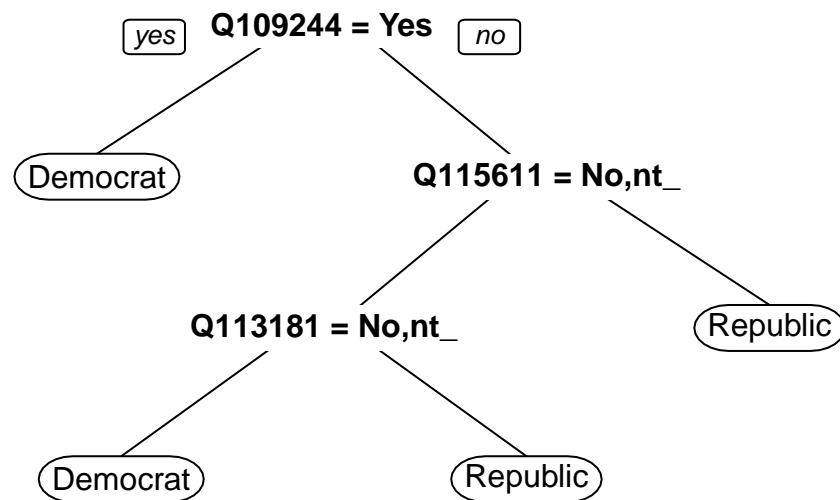 yes Q109244 = Yes no
Democrat
Q115611 = No,nt_
Q113181 = No,nt_
Republic
Democrat
Republic